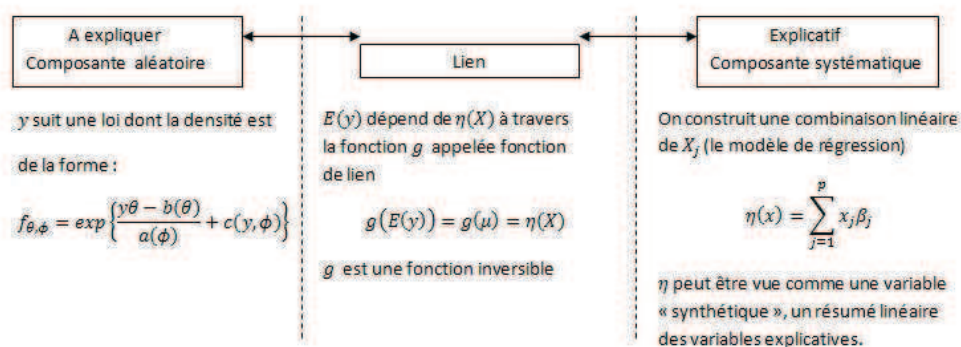 A expliquer
Composante aléatoire
y suit une loi dont la densité est
de la forme :
f_{θ,ϕ} = exp{(yθ − b(θ))/a(ϕ) + c(y,ϕ)}
Lien
E(y) dépend de η(X) à travers
la fonction g appelée fonction
de lien
g(E(y)) = g(μ) = η(X)
g est une fonction inversible
Explicatif
Composante systématique
On construit une combinaison linéaire
de X_j (le modèle de régression)
η(x) = ∑_{j=1}^{p} x_j β_j
η peut être vue comme une variable
« synthétique », un résumé linéaire
des variables explicatives.